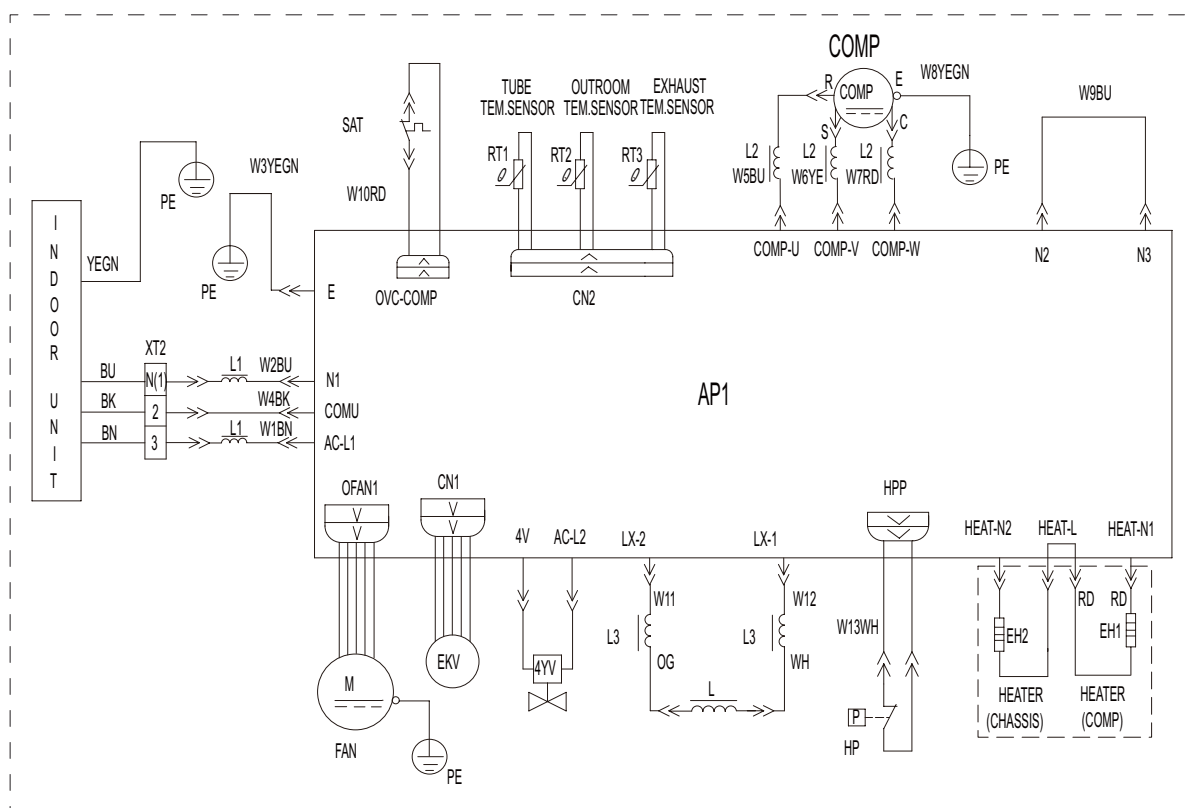 COMP
TUBE
TEM.SENSOR
OUTROOM
TEM.SENSOR
EXHAUST
TEM.SENSOR
R
COMP
E
W8YEGN
W9BU
SAT
S
C
W3YEGN
RT1
RT2
RT3
L2
W5BU
L2
W6YE
L2
W7RD
PE
PE
W10RD
INDOOR UNIT
YEGN
PE
E
OVC-COMP
CN2
COMP-U
COMP-V
COMP-W
N2
N3
XT2
BU
N(1)
L1
W2BU
N1
BK
2
W4BK
COMU
BN
3
L1
W1BN
AC-L1
AP1
OFAN1
CN1
4V
AC-L2
LX-2
LX-1
HPP
HEAT-N2
HEAT-L
HEAT-N1
W11
W12
W13WH
RD
RD
L3
L3
EH2
EH1
OG
WH
M
EKV
4YV
L
P
HP
HEATER
(CHASSIS)
HEATER
(COMP)
FAN
PE